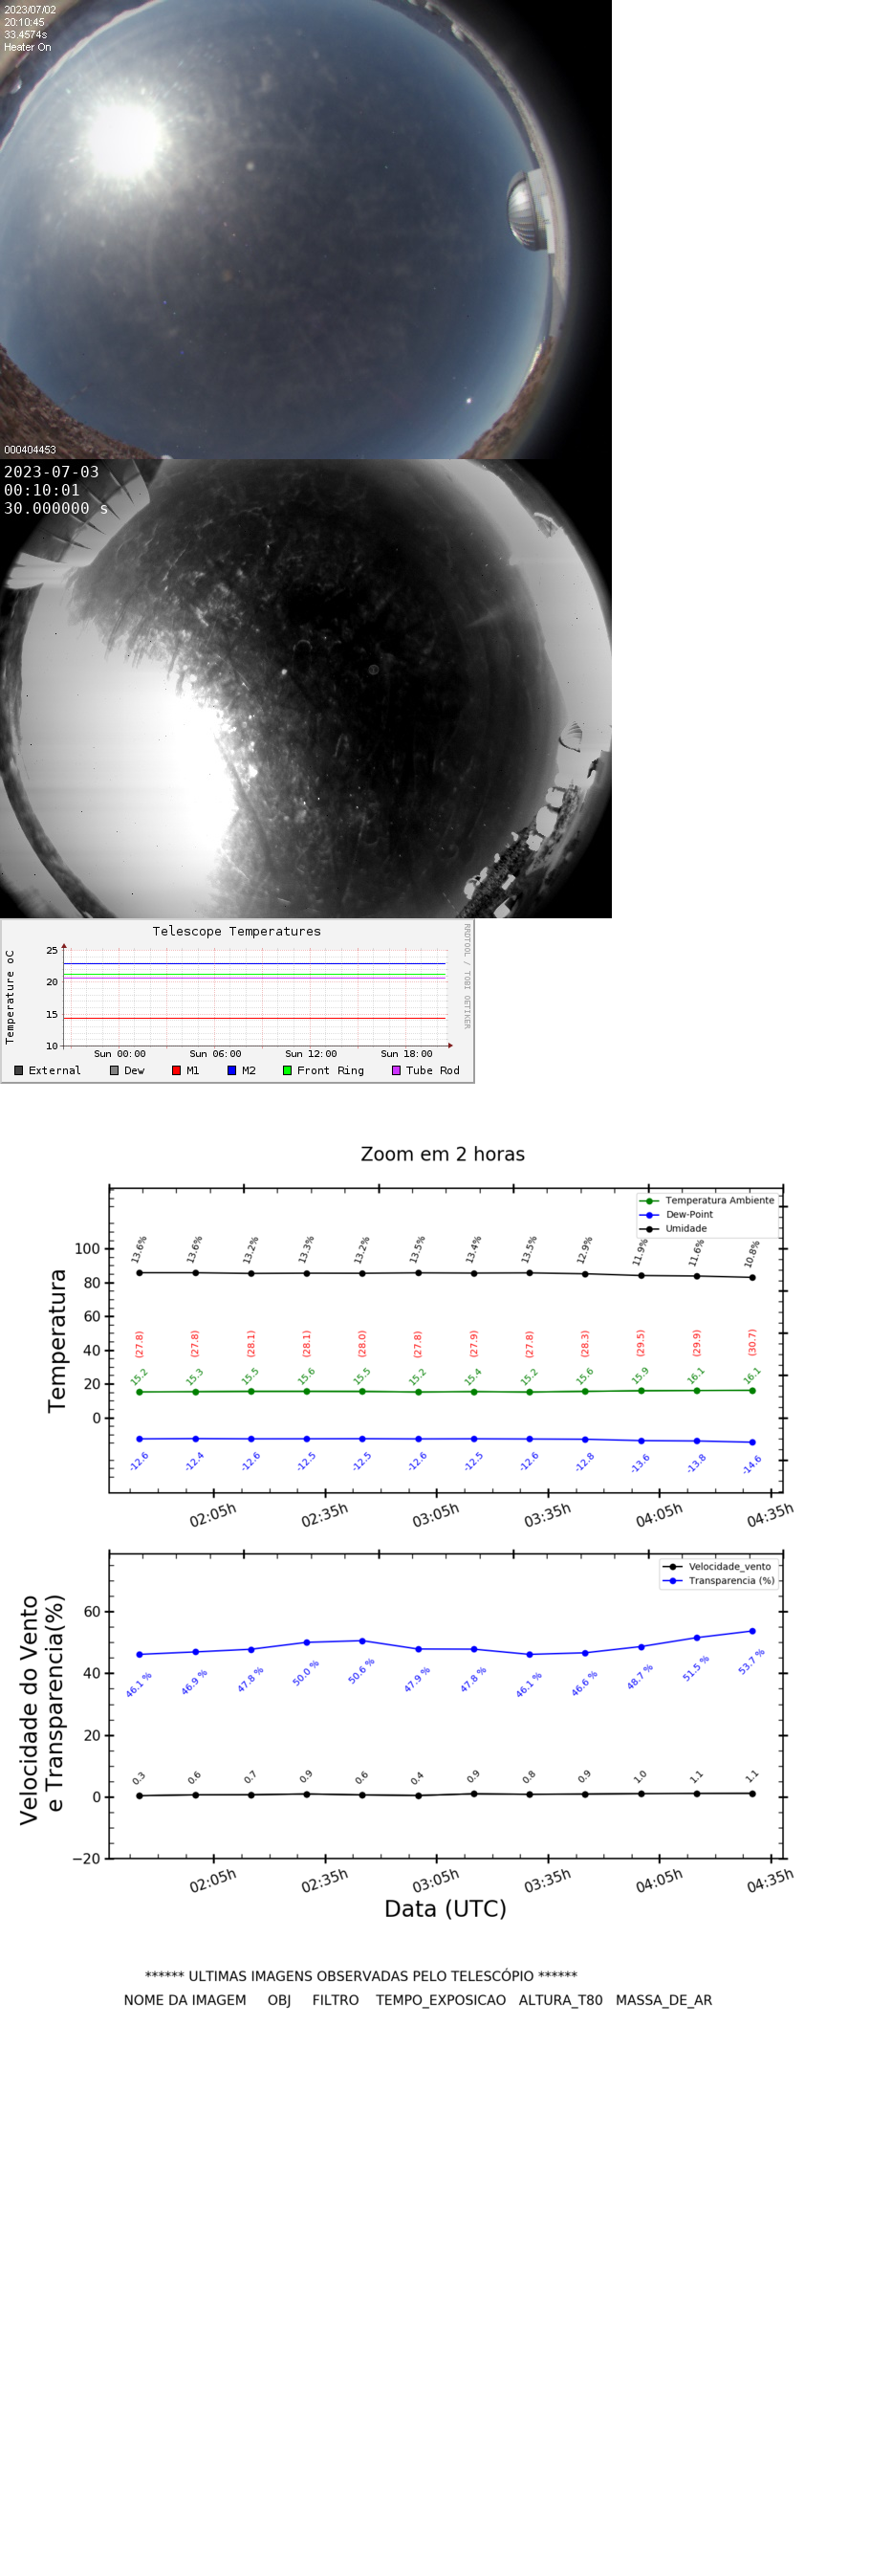 2023/07/02
20:10:45
33.4574s
Heater On
000404453
2023-07-03
00:10:01
30.000000 s
Telescope Temperatures
RRDTOOL / TOBI OETIKER
Temperature oC
25
20
15
10
Sun 00:00 Sun 06:00 Sun 12:00 Sun 18:00
External Dew M1 M2 Front Ring Tube Rod
Zoom em 2 horas
Temperatura Ambiente
Dew-Point
Umidade
Temperatura
100
80
60
40
20
0
13.6% 13.6% 13.2% 13.3% 13.2% 13.5% 13.4% 13.5% 12.9% 11.9% 11.6% 10.8%
(27.8) (27.8) (28.1) (28.1) (28.0) (27.8) (27.9) (27.8) (28.3) (29.5) (29.9) (30.7)
15.2 15.3 15.5 15.6 15.5 15.2 15.4 15.2 15.6 15.9 16.1 16.1
-12.6 -12.4 -12.6 -12.5 -12.5 -12.6 -12.5 -12.6 -12.8 -13.6 -13.8 -14.6
02:05h 02:35h 03:05h 03:35h 04:05h 04:35h
Velocidade_vento
Transparencia (%)
Velocidade do Vento
e Transparencia(%)
60
40
20
0
−20
46.1 % 46.9 % 47.8 % 50.0 % 50.6 % 47.9 % 47.8 % 46.1 % 46.6 % 48.7 % 51.5 % 53.7 %
0.3 0.6 0.7 0.9 0.6 0.4 0.9 0.8 0.9 1.0 1.1 1.1
02:05h 02:35h 03:05h 03:35h 04:05h 04:35h
Data (UTC)
****** ULTIMAS IMAGENS OBSERVADAS PELO TELESCÓPIO ******
NOME DA IMAGEM OBJ FILTRO TEMPO_EXPOSICAO ALTURA_T80 MASSA_DE_AR